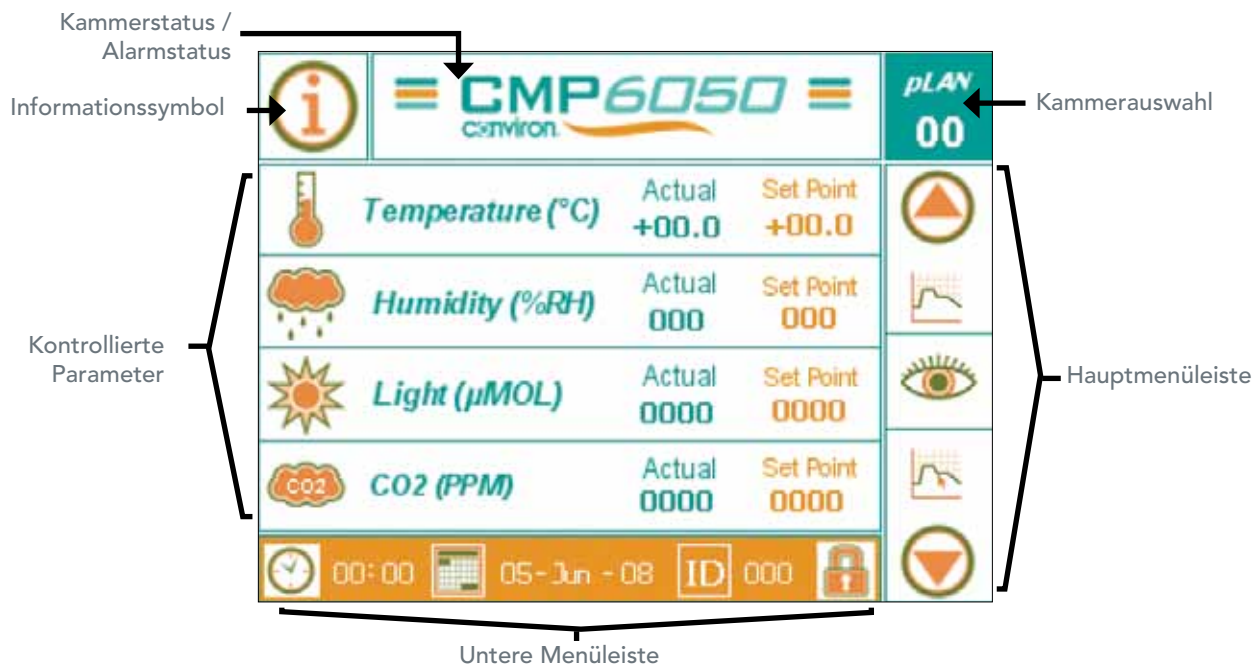 Kammerstatus /
Alarmstatus
Informationssymbol
i
CMP6050
conviron
pLAN
00
Kammerauswahl
Kontrollierte
Parameter
Temperature (°C)
Actual
+00.0
Set Point
+00.0
Humidity (%RH)
Actual
000
Set Point
000
Light (µMOL)
Actual
0000
Set Point
0000
CO2
CO2 (PPM)
Actual
0000
Set Point
0000
Hauptmenüleiste
00:00 05-Jun-08 ID 000
Untere Menüleiste